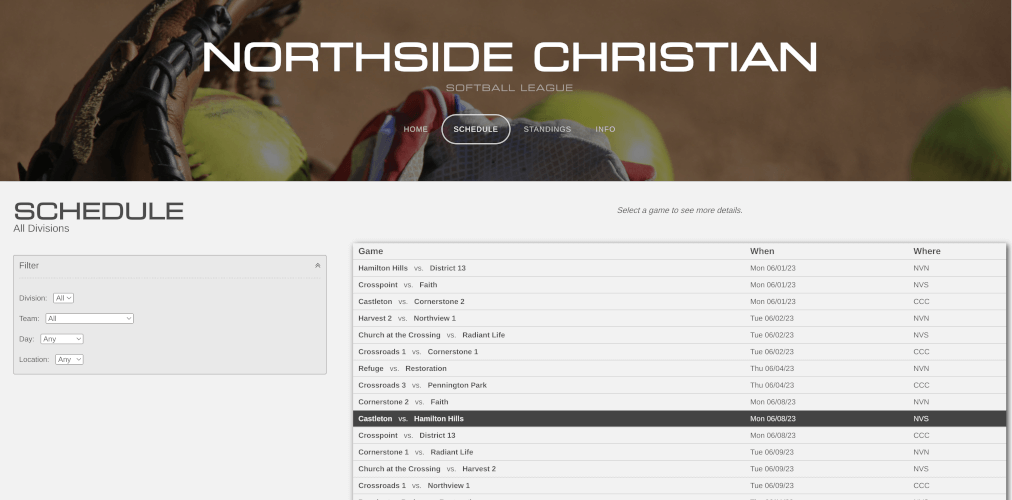 NORTHSIDE CHRISTIAN
SOFTBALL LEAGUE
HOME SCHEDULE STANDINGS INFO
SCHEDULE
All Divisions
Select a game to see more details.
Filter
Division: All
Team: All
Day: Any
Location: Any
Game When Where
Hamilton Hills vs. District 13 Mon 06/01/23 NVN
Crosspoint vs. Faith Mon 06/01/23 NVS
Castleton vs. Cornerstone 2 Mon 06/01/23 CCC
Harvest 2 vs. Northview 1 Tue 06/02/23 NVN
Church at the Crossing vs. Radiant Life Tue 06/02/23 NVS
Crossroads 1 vs. Cornerstone 1 Tue 06/02/23 CCC
Refuge vs. Restoration Thu 06/04/23 NVN
Crossroads 3 vs. Pennington Park Thu 06/04/23 CCC
Cornerstone 2 vs. Faith Mon 06/08/23 NVN
Castleton vs. Hamilton Hills Mon 06/08/23 NVS
Crosspoint vs. District 13 Mon 06/08/23 CCC
Cornerstone 1 vs. Radiant Life Tue 06/09/23 NVN
Church at the Crossing vs. Harvest 2 Tue 06/09/23 NVS
Crossroads 1 vs. Northview 1 Tue 06/09/23 CCC